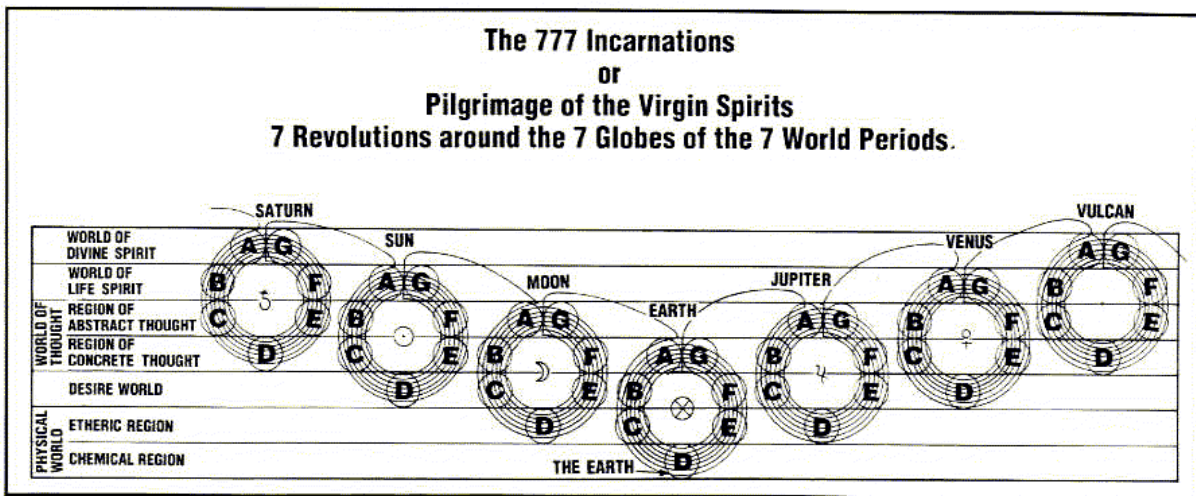 The 777 Incarnations
or
Pilgrimage of the Virgin Spirits
7 Revolutions around the 7 Globes of the 7 World Periods.
SATURN
SUN
MOON
EARTH
JUPITER
VENUS
VULCAN
WORLD OF
DIVINE SPIRIT
WORLD OF
LIFE SPIRIT
WORLD OF
THOUGHT
REGION OF
ABSTRACT THOUGHT
REGION OF
CONCRETE THOUGHT
DESIRE WORLD
PHYSICAL
WORLD
ETHERIC REGION
CHEMICAL REGION
THE EARTH
A G
B F
C E
D
A G
B F
C E
D
A G
B F
C E
D
A G
B F
C E
D
A G
B F
C E
D
A G
B F
C E
D
A G
B F
C E
D